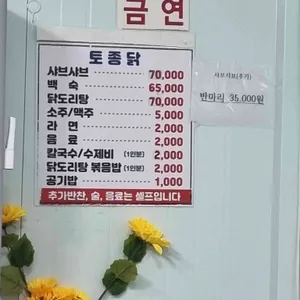 금연
토종닭
샤브샤브 70,000
백숙 65,000
닭도리탕 70,000
소주/맥주 5,000
라면 2,000
음료 2,000
칼국수/수제비 (1인분) 2,000
닭도리탕 볶음밥 (1인분) 2,000
공기밥 1,000
추가반찬, 술, 음료는 셀프입니다
샤브샤브(추가)
반마리 35,000원